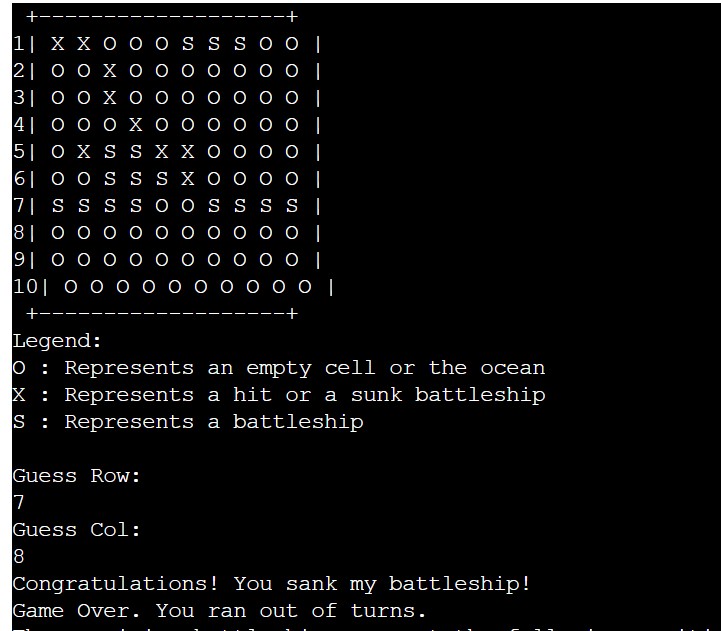 +-------------------+
1| X X O O O S S S O O |
2| O O X O O O O O O O |
3| O O X O O O O O O O |
4| O O O X O O O O O O |
5| O X S S X X O O O O |
6| O O S S S X O O O O |
7| S S S S O O S S S S |
8| O O O O O O O O O O |
9| O O O O O O O O O O |
10| O O O O O O O O O O |
+-------------------+
Legend:
O : Represents an empty cell or the ocean
X : Represents a hit or a sunk battleship
S : Represents a battleship
Guess Row:
7
Guess Col:
8
Congratulations! You sank my battleship!
Game Over. You ran out of turns.